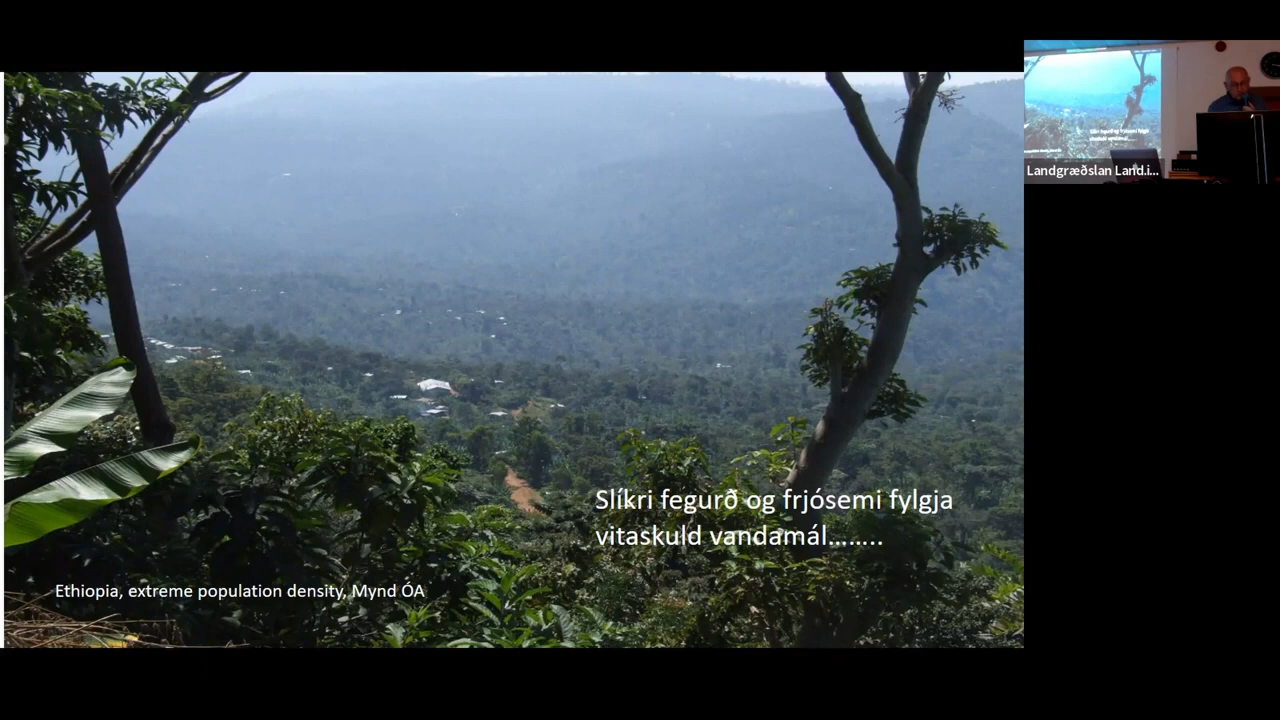 Landgræðslan Land.i...
Slíkri fegurð og frjósemi fylgja
vitaskuld vandamál........
Ethiopia, extreme population density, Mynd ÓA